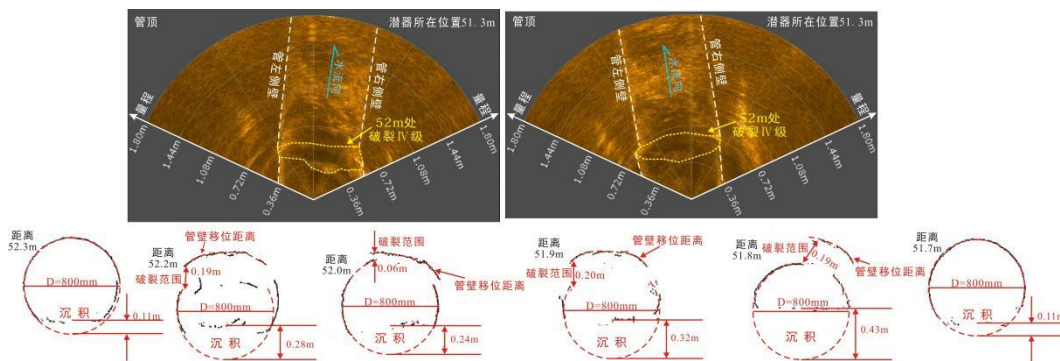 管顶
潜器所在位置51.3m
管左侧壁
水流向
管右侧壁
52m处
破裂Ⅳ级
量程
1.80m
1.44m
1.08m
0.72m
0.36m
量程
1.80m
1.44m
1.08m
0.72m
0.36m
管顶
潜器所在位置51.3m
管左侧壁
水流向
管右侧壁
52m处
破裂Ⅳ级
量程
1.80m
1.44m
1.08m
0.72m
0.36m
量程
1.80m
1.44m
1.08m
0.72m
0.36m
距离
52.3m
D=800mm
沉积
0.11m
距离
52.2m
管壁移位距离
破裂范围
0.19m
D=800mm
沉积
0.28m
距离
52.0m
破裂范围
0.06m
管壁移位距离
D=800mm
沉积
0.24m
距离
51.9m
管壁移位距离
破裂范围
0.20m
D=800mm
沉积
0.32m
距离
51.8m
破裂范围
0.19m
管壁移位距离
D=800mm
沉积
0.43m
距离
51.7m
D=800mm
沉积
0.11m